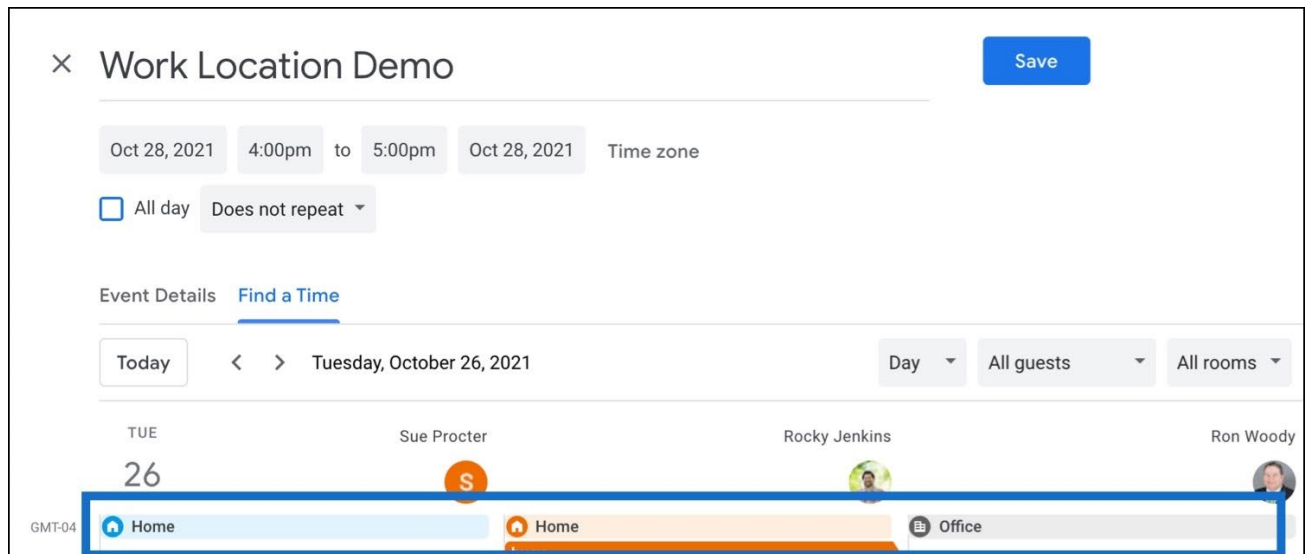 Work Location Demo
Save
Oct 28, 2021 4:00pm to 5:00pm Oct 28, 2021 Time zone
All day Does not repeat
Event Details Find a Time
Today Tuesday, October 26, 2021 Day All guests All rooms
TUE
Sue Procter Rocky Jenkins Ron Woody
26
S
GMT-04 Home Home Office